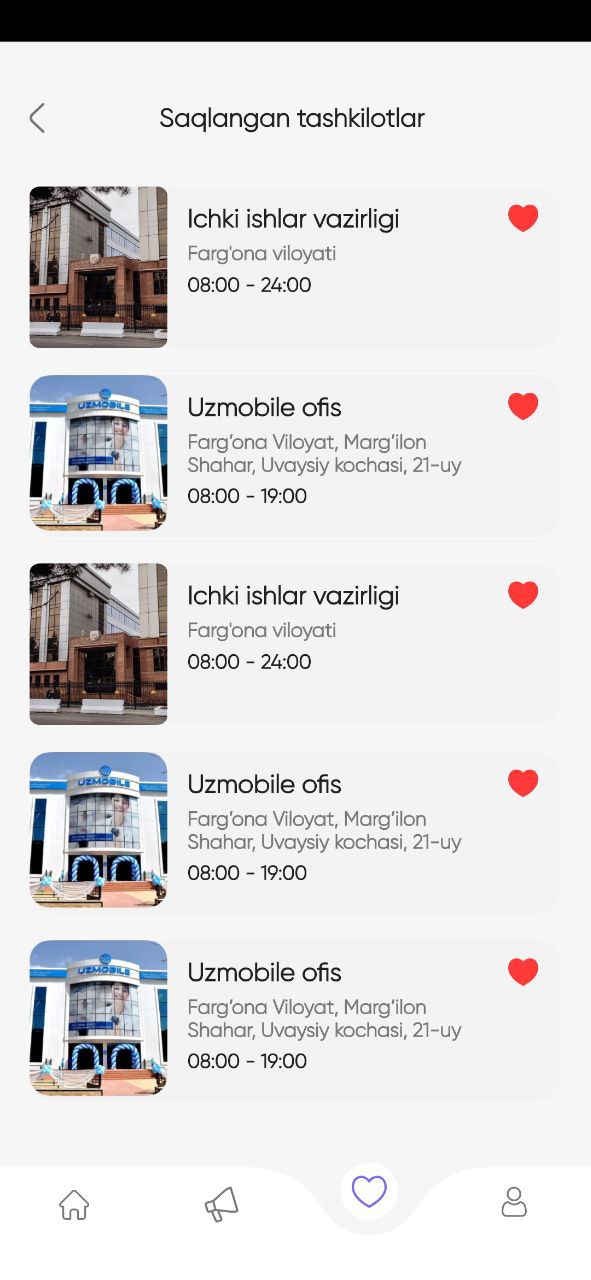 Saqlangan tashkilotlar
Ichki ishlar vazirligi
Farg'ona viloyati
08:00 - 24:00
UZMOBILE
Uzmobile ofis
Farg’ona Viloyat, Marg’ilon
Shahar, Uvaysiy kochasi, 21-uy
08:00 - 19:00
Ichki ishlar vazirligi
Farg'ona viloyati
08:00 - 24:00
UZMOBILE
Uzmobile ofis
Farg’ona Viloyat, Marg’ilon
Shahar, Uvaysiy kochasi, 21-uy
08:00 - 19:00
UZMOBILE
Uzmobile ofis
Farg’ona Viloyat, Marg’ilon
Shahar, Uvaysiy kochasi, 21-uy
08:00 - 19:00